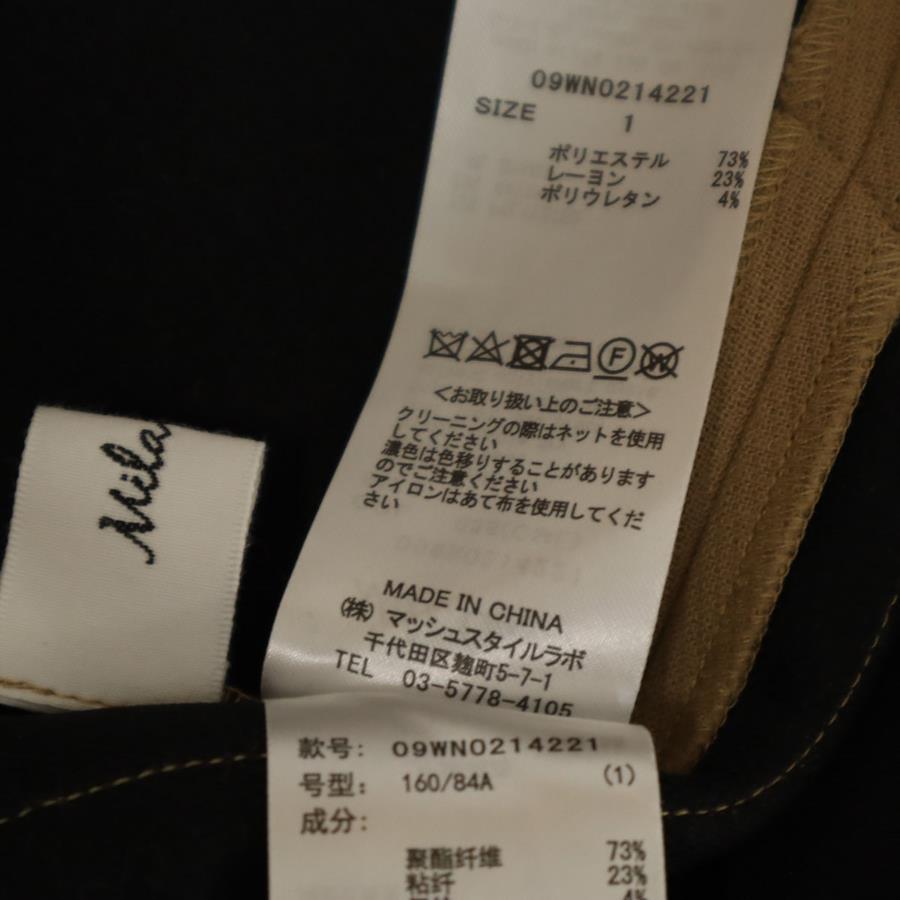 09WN0214221
SIZE 1
ポリエステル 73%
レーヨン 23%
ポリウレタン 4%
F
W
<お取り扱い上のご注意>
クリーニングの際はネットを使用
してください
濃色は色移りすることがあります
のでご注意ください
アイロンはあて布を使用してくだ
さい
MADE IN CHINA
(株) マッシュスタイルラボ
千代田区麹町5-7-1
TEL 03-5778-4105
Mila
款号: 09WN0214221
号型: 160/84A (1)
成分:
聚酯纤维 73%
粘纤 23%
4%